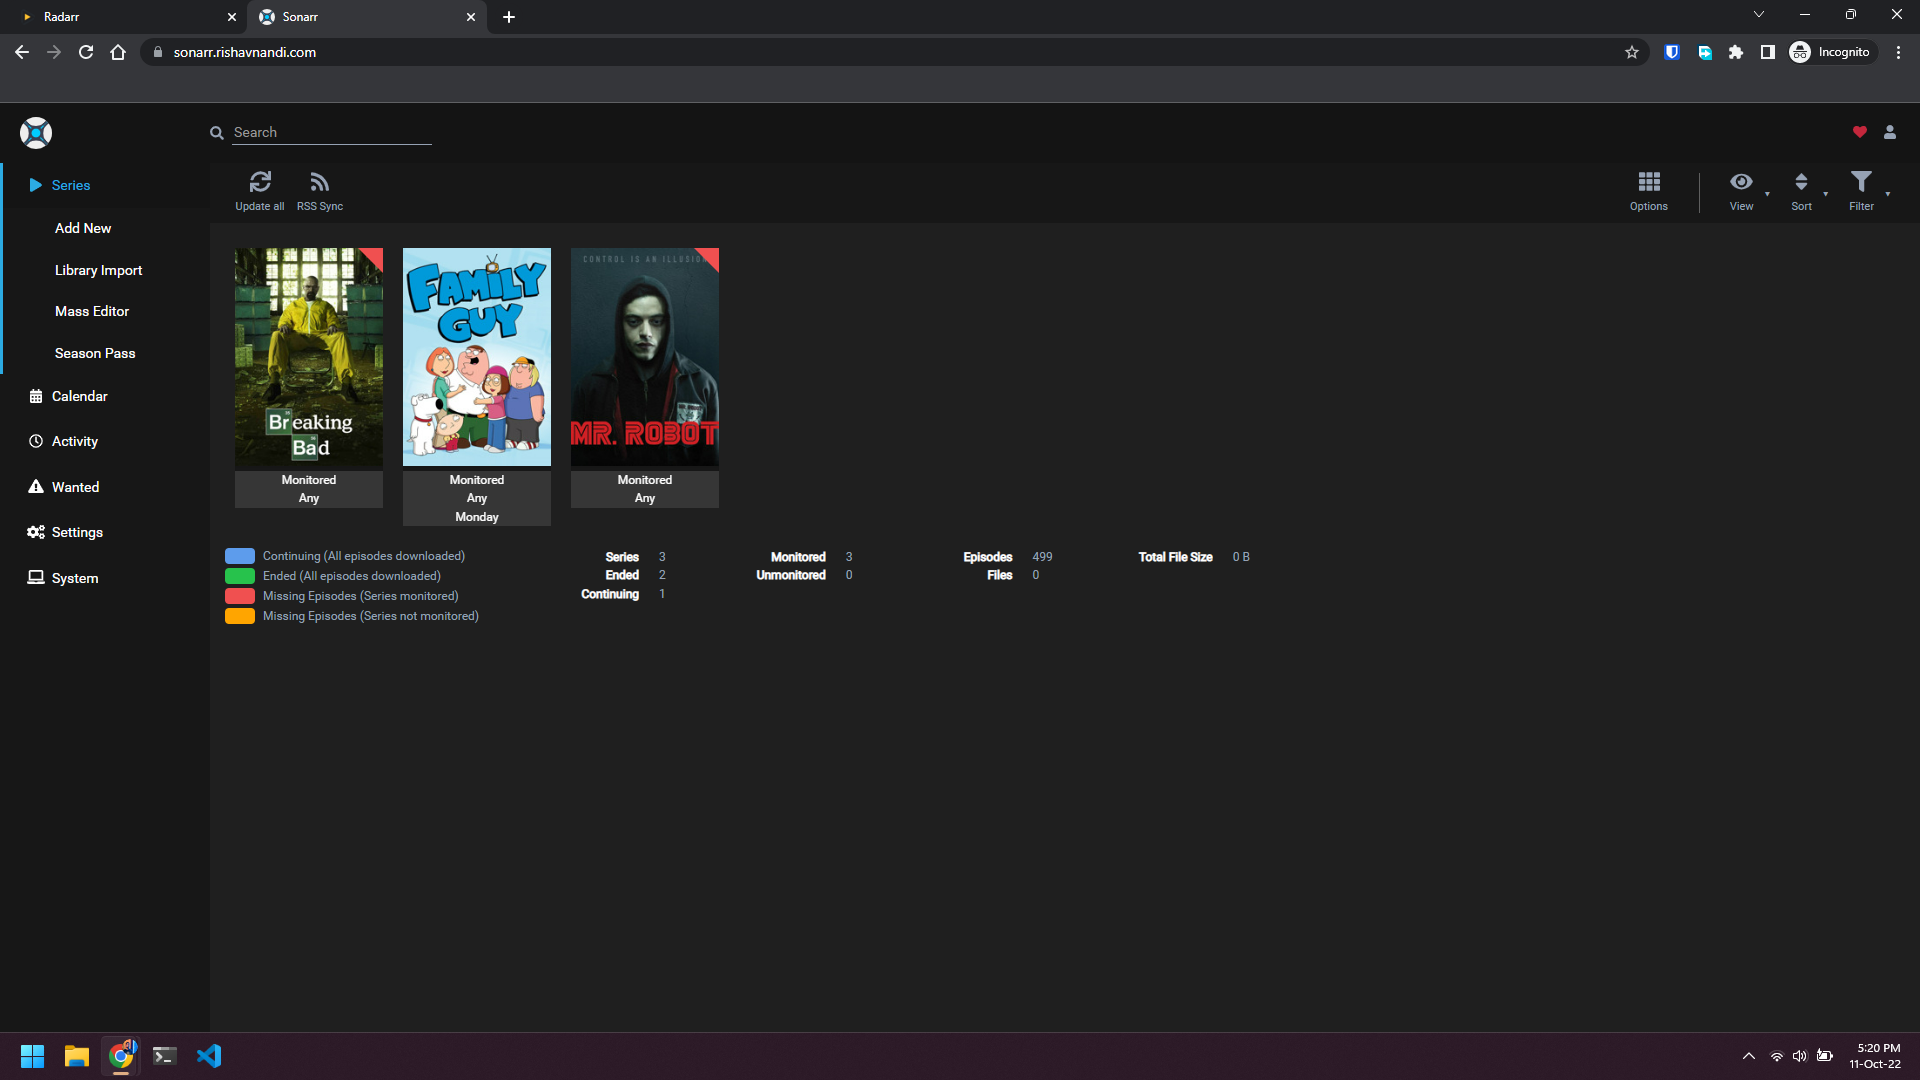 Radarr
Sonarr
sonarr.rishavnandi.com
Incognito
Search
Series
Add New
Library Import
Mass Editor
Season Pass
Calendar
Activity
Wanted
Settings
System
Update all
RSS Sync
Options
View
Sort
Filter
Breaking
Bad
Monitored
Any
FAMILY
GUY
Monitored
Any
Monday
CONTROL IS AN ILLUSION
MR. ROBOT
Monitored
Any
Continuing (All episodes downloaded)
Ended (All episodes downloaded)
Missing Episodes (Series monitored)
Missing Episodes (Series not monitored)
Series 3
Ended 2
Continuing 1
Monitored 3
Unmonitored 0
Episodes 499
Files 0
Total File Size 0 B
5:20 PM
11-Oct-22